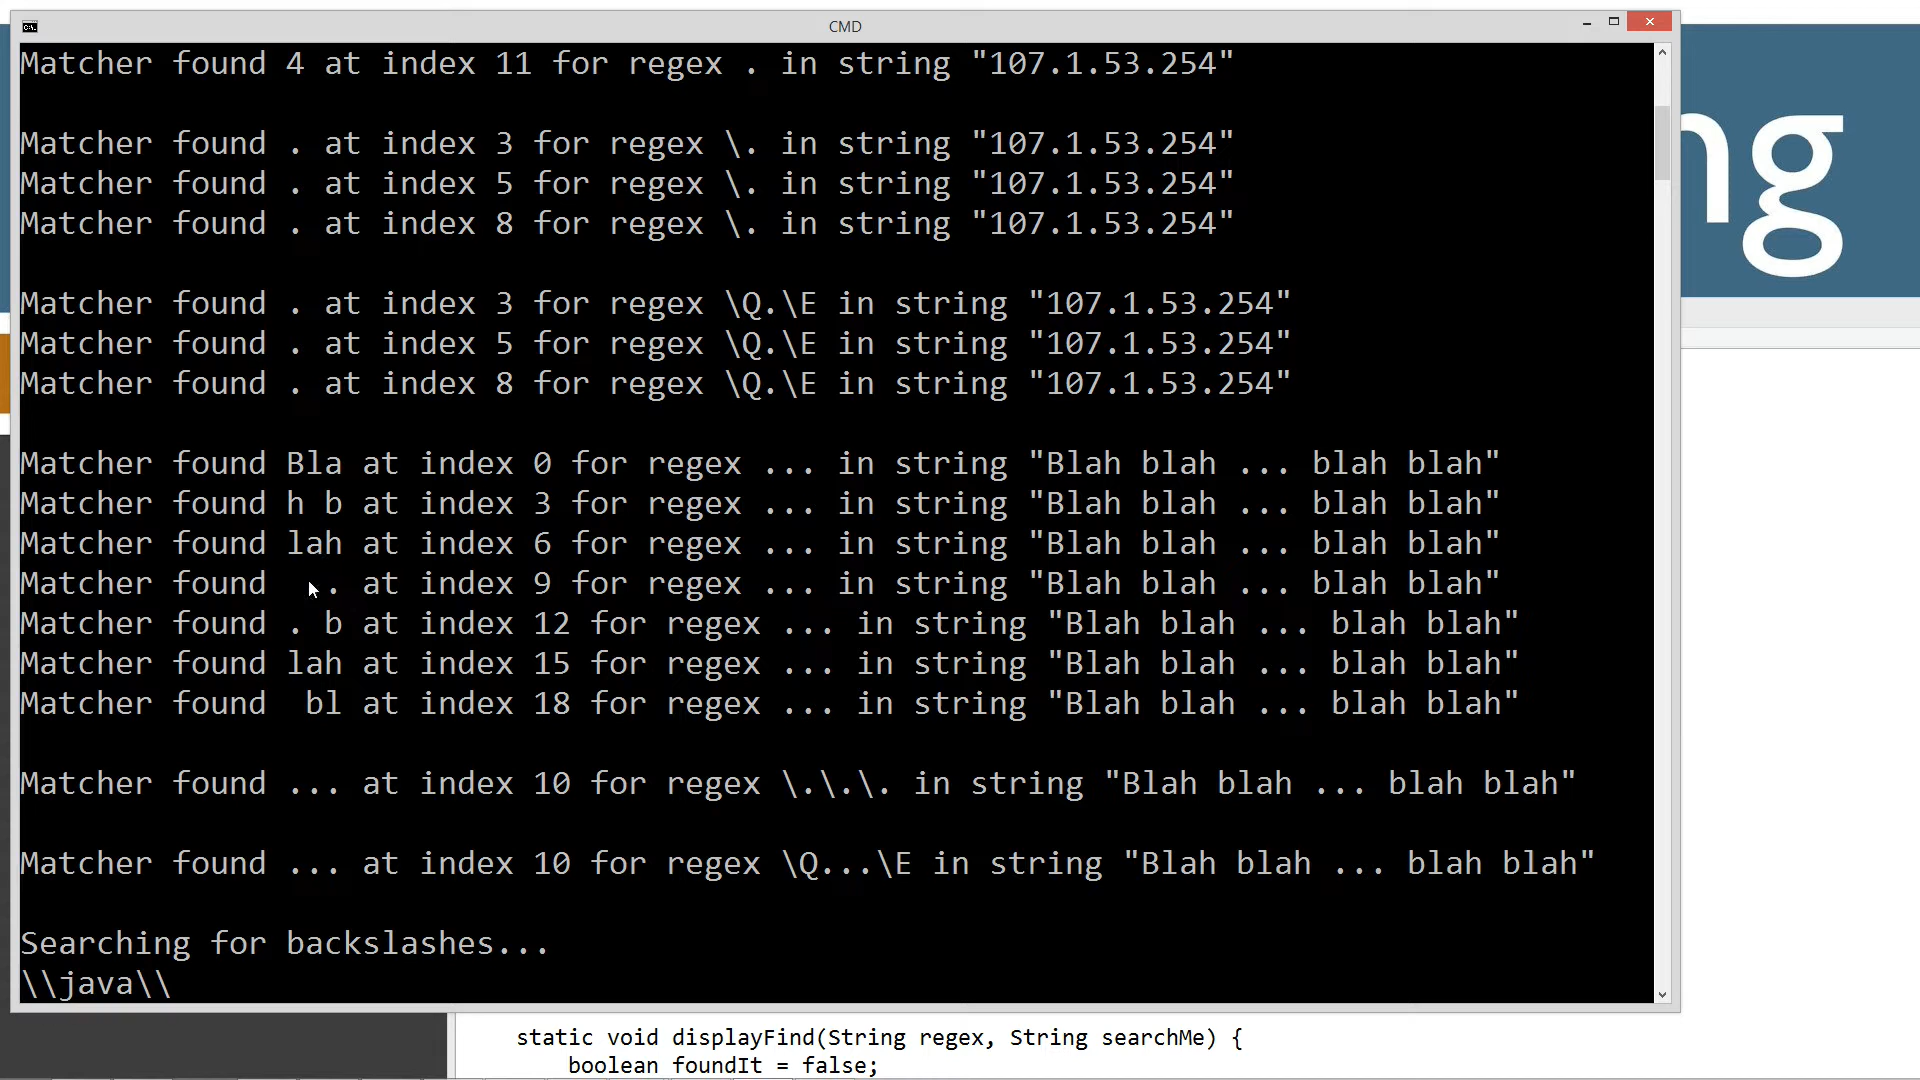 CMD
Matcher found 4 at index 11 for regex . in string "107.1.53.254"
Matcher found . at index 3 for regex \. in string "107.1.53.254"
Matcher found . at index 5 for regex \. in string "107.1.53.254"
Matcher found . at index 8 for regex \. in string "107.1.53.254"
Matcher found . at index 3 for regex \Q.\E in string "107.1.53.254"
Matcher found . at index 5 for regex \Q.\E in string "107.1.53.254"
Matcher found . at index 8 for regex \Q.\E in string "107.1.53.254"
Matcher found Bla at index 0 for regex ... in string "Blah blah ... blah blah"
Matcher found h b at index 3 for regex ... in string "Blah blah ... blah blah"
Matcher found lah at index 6 for regex ... in string "Blah blah ... blah blah"
Matcher found  .. at index 9 for regex ... in string "Blah blah ... blah blah"
Matcher found . b at index 12 for regex ... in string "Blah blah ... blah blah"
Matcher found lah at index 15 for regex ... in string "Blah blah ... blah blah"
Matcher found  bl at index 18 for regex ... in string "Blah blah ... blah blah"
Matcher found ... at index 10 for regex \.\.\. in string "Blah blah ... blah blah"
Matcher found ... at index 10 for regex \Q...\E in string "Blah blah ... blah blah"
Searching for backslashes...
\\java\\
ng
static void displayFind(String regex, String searchMe) {
boolean foundIt = false;